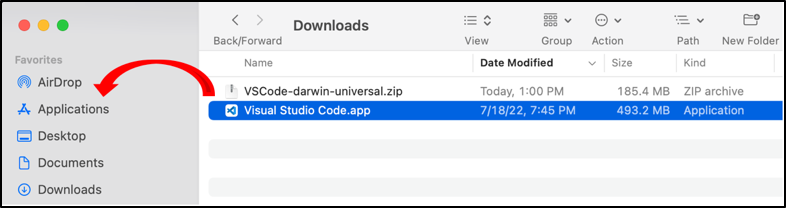 Downloads
Back/Forward
View
Group
Action
Path
New Folder
Favorites
AirDrop
Applications
Desktop
Documents
Downloads
Name Date Modified Size Kind
VSCode-darwin-universal.zip Today, 1:00 PM 185.4 MB ZIP archive
Visual Studio Code.app 7/18/22, 7:45 PM 493.2 MB Application